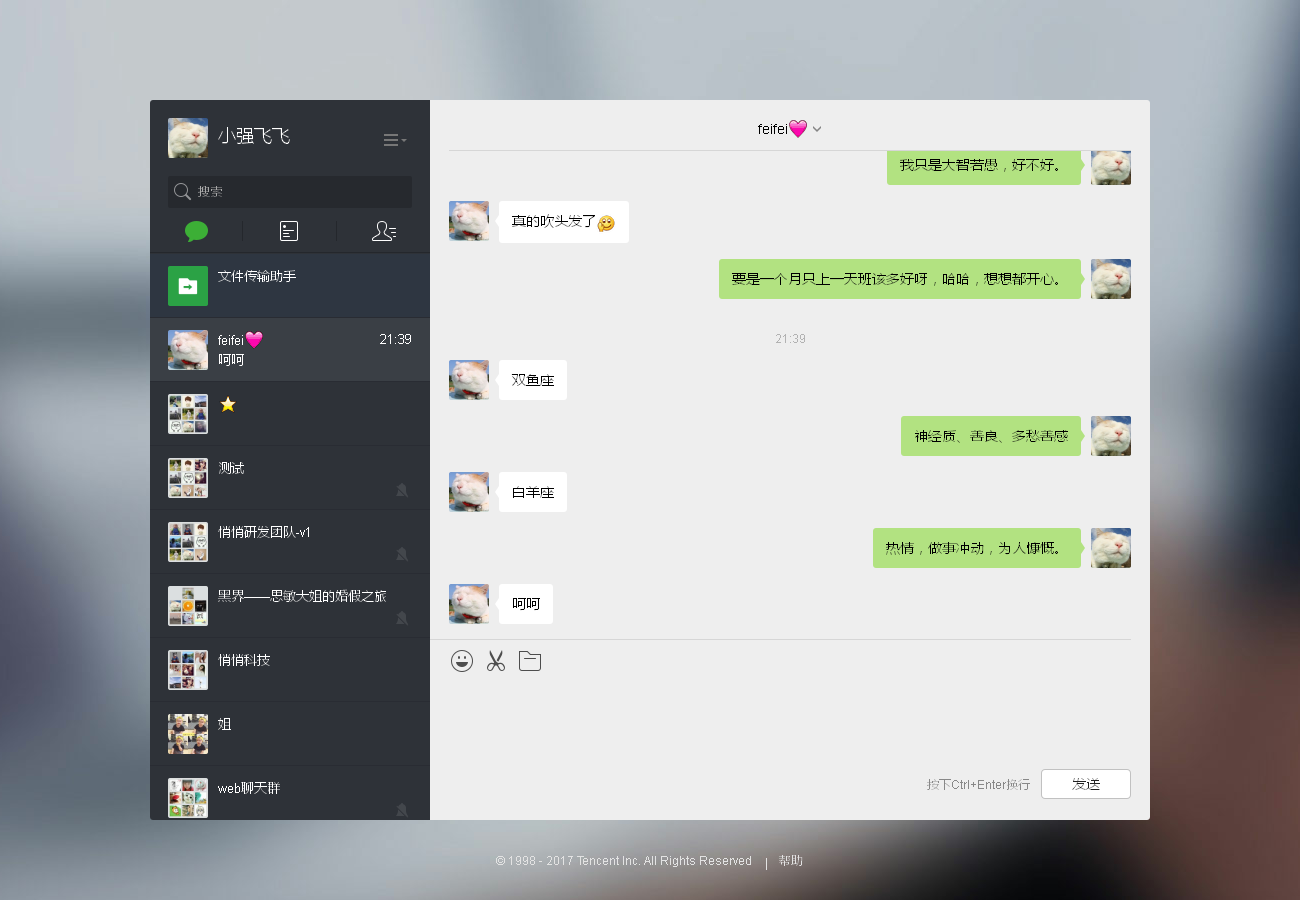 小强飞飞
搜索
文件传输助手
feifei💗 21:39
呵呵
⭐
测试
悄悄研发团队-v1
黑界——思敏大姐的婚假之旅
悄悄科技
姐
web聊天群
feifei💗
我只是大智若愚，好不好。
真的吹头发了🤗
要是一个月只上一天班该多好呀，哈哈，想想都开心。
21:39
双鱼座
神经质、善良、多愁善感
白羊座
热情，做事冲动，为人慷慨。
呵呵
按下Ctrl+Enter换行
发送
© 1998 - 2017 Tencent Inc. All Rights Reserved | 帮助